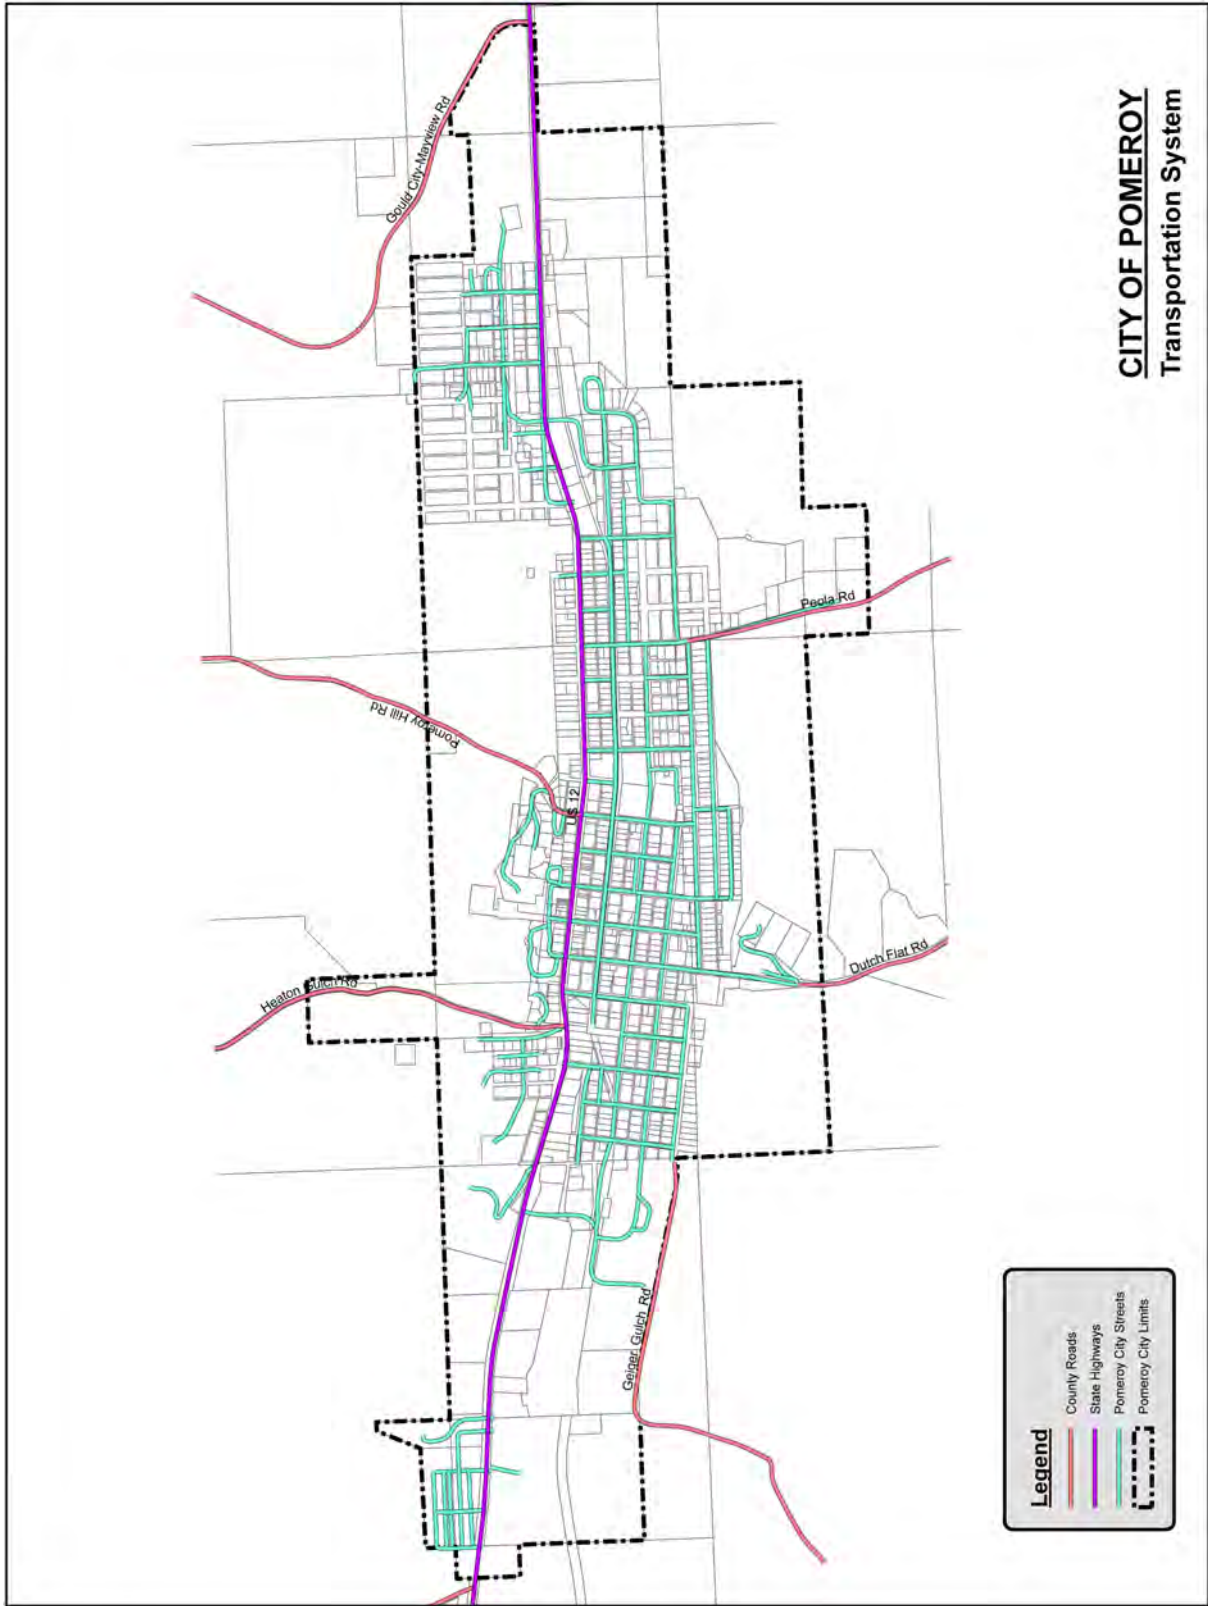 CITY OF POMEROY
Transportation System
Gould City-Mayview Rd
Pomeroy Hill Rd
Heaton Gulch Rd
US 12
Peola Rd
Dutch Flat Rd
Geiger Gulch Rd
Legend
County Roads
State Highways
Pomeroy City Streets
Pomeroy City Limits